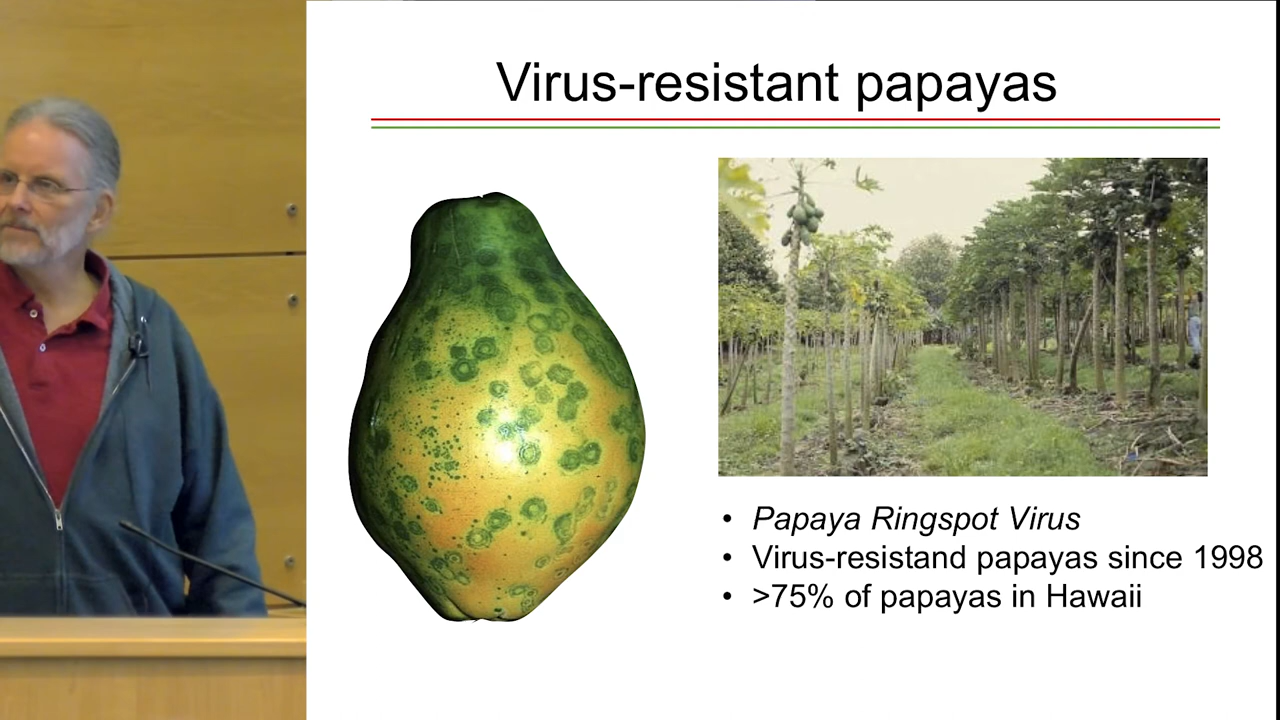 Virus-resistant papayas
• Papaya Ringspot Virus
• Virus-resistand papayas since 1998
• >75% of papayas in Hawaii